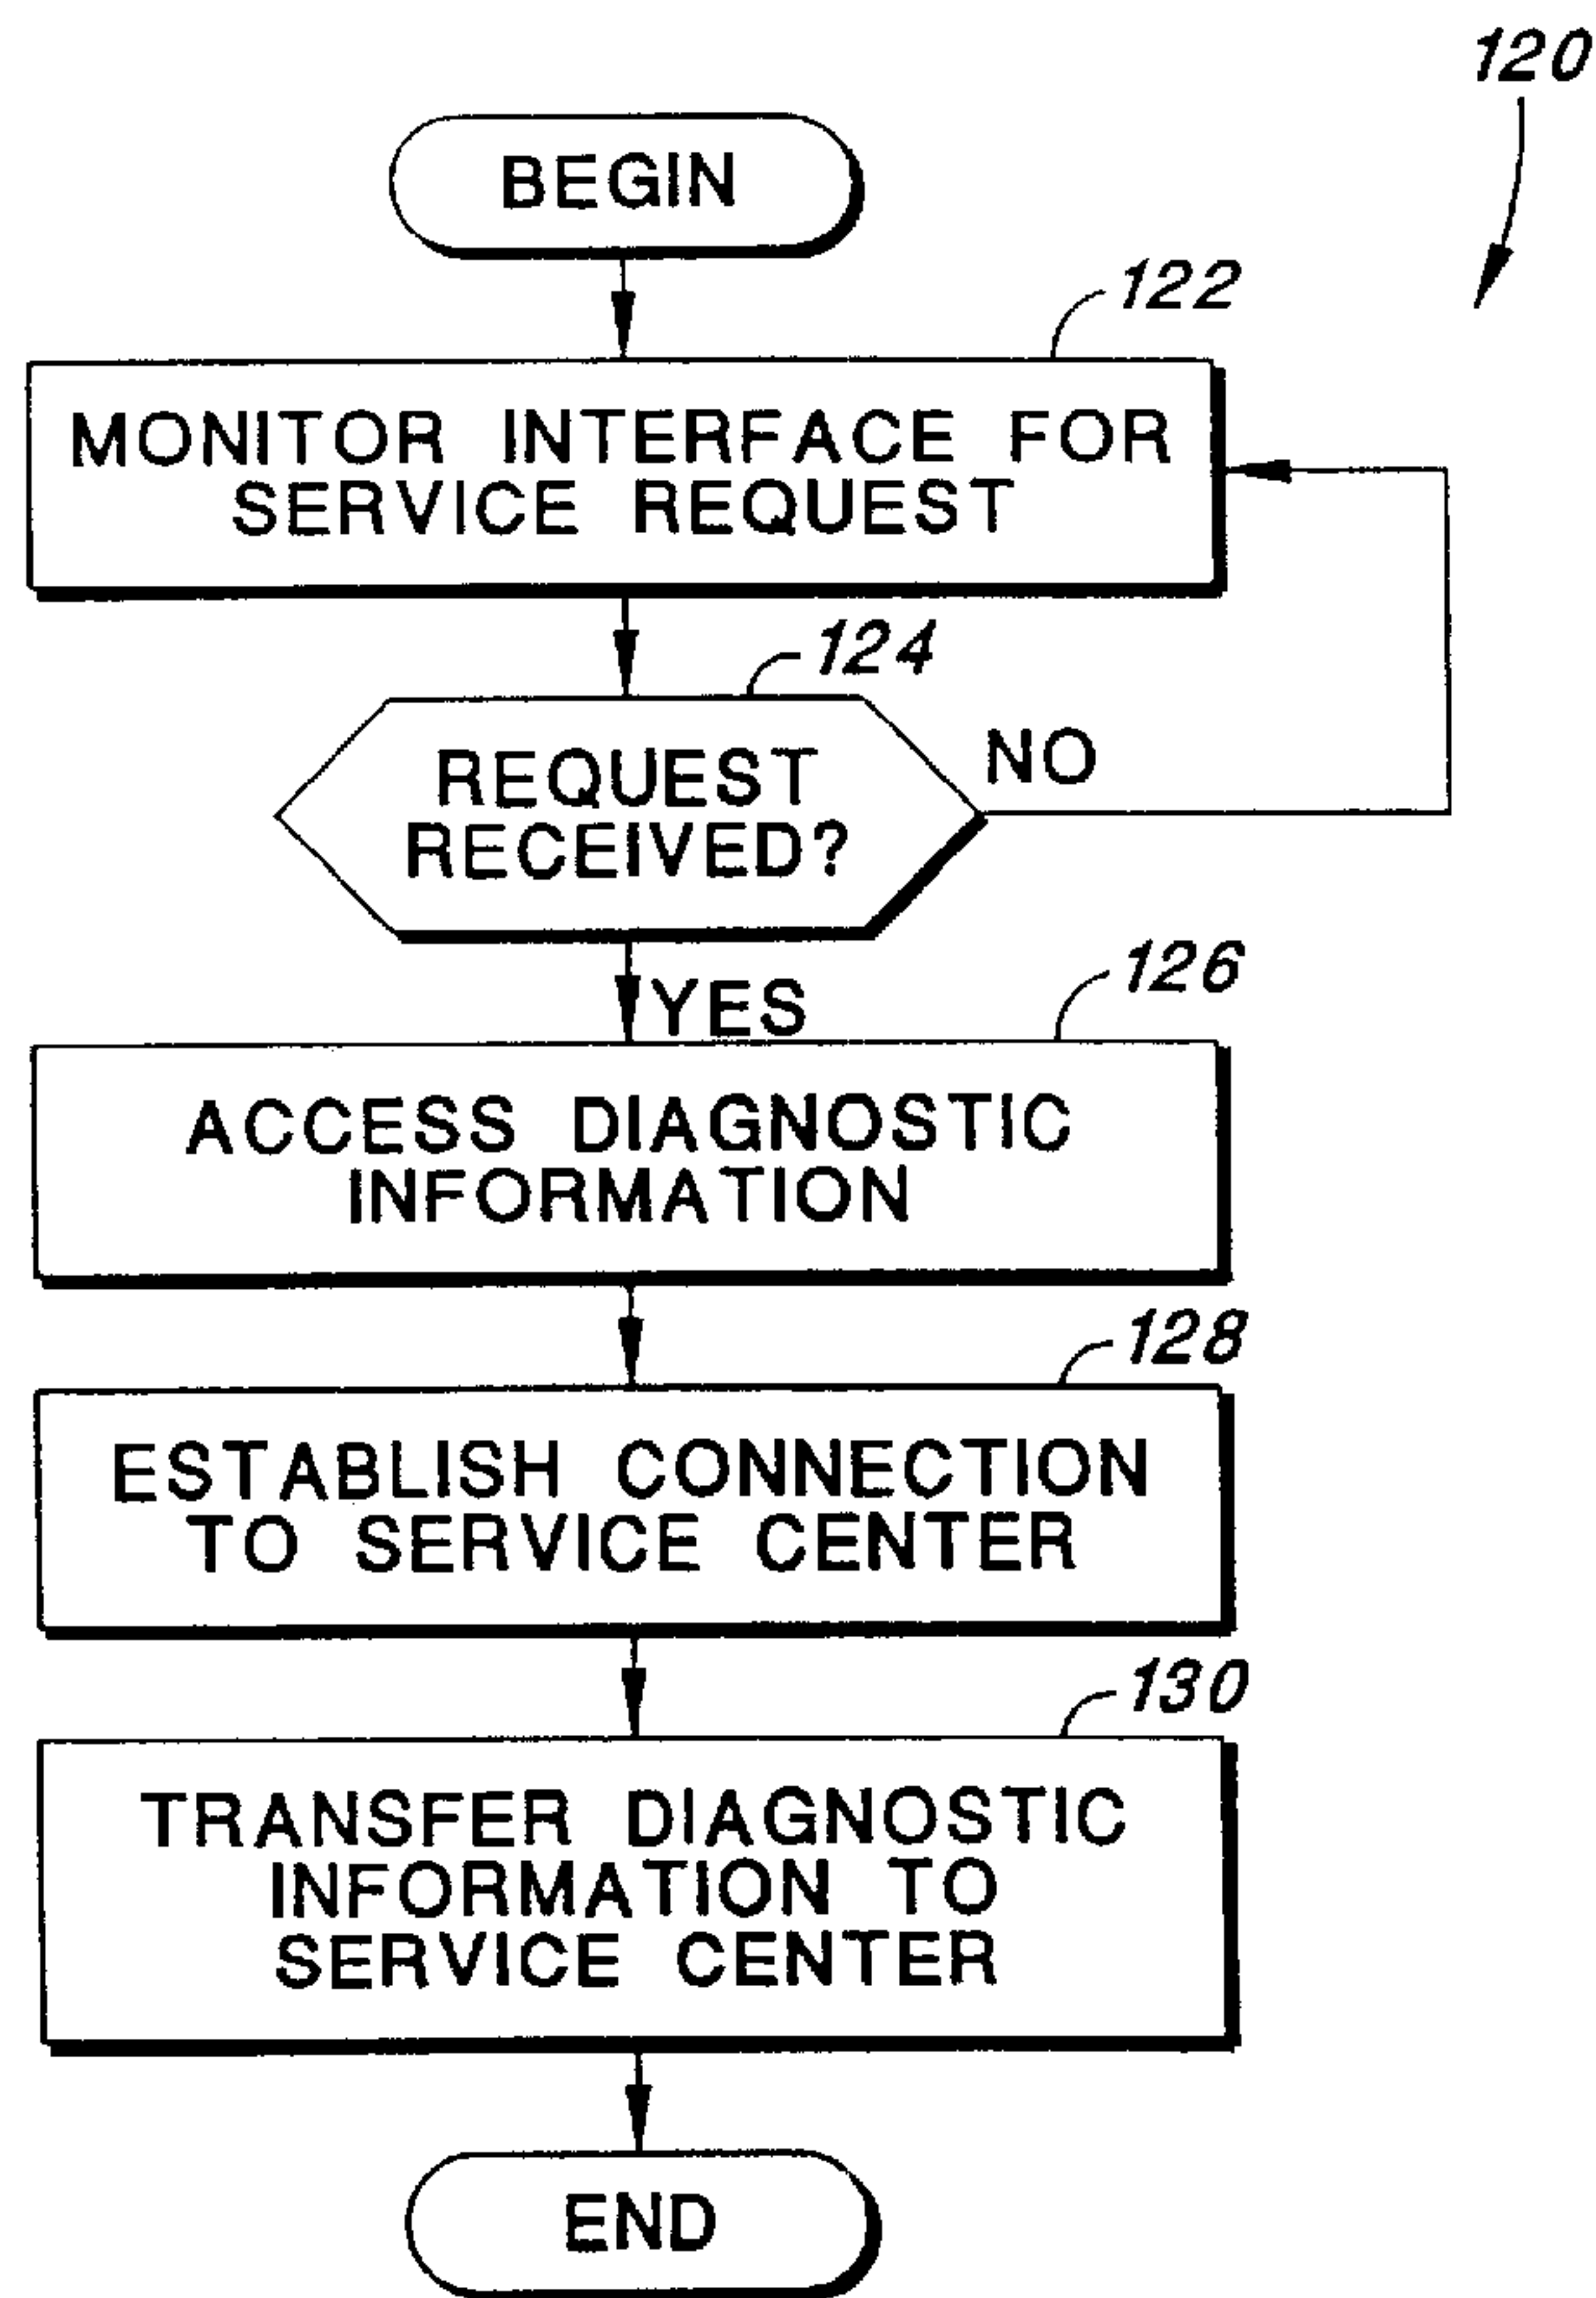 120
BEGIN
122
MONITOR INTERFACE FOR
SERVICE REQUEST
124
REQUEST
RECEIVED?
NO
YES
126
ACCESS DIAGNOSTIC
INFORMATION
128
ESTABLISH CONNECTION
TO SERVICE CENTER
130
TRANSFER DIAGNOSTIC
INFORMATION TO
SERVICE CENTER
END